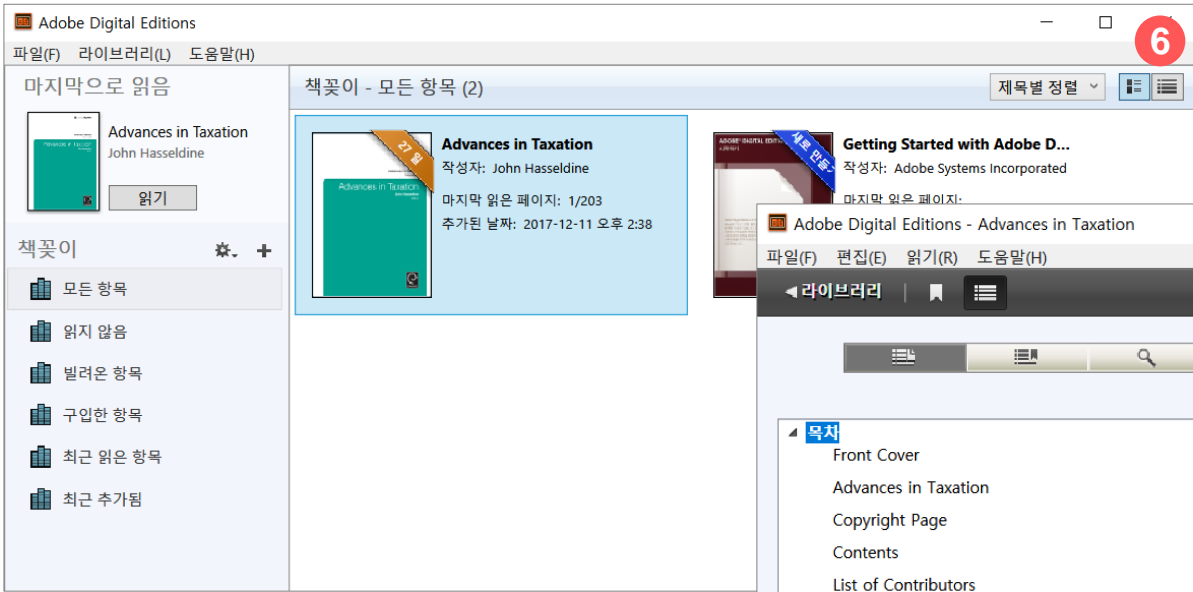 Adobe Digital Editions
6
파일(F) 라이브러리(L) 도움말(H)
마지막으로 읽음
Advances in Taxation
John Hasseldine
읽기
책꽂이
모든 항목
읽지 않음
빌려온 항목
구입한 항목
최근 읽은 항목
최근 추가됨
책꽂이 - 모든 항목 (2)
제목별 정렬
27 일
Advances in Taxation
Advances in Taxation
작성자: John Hasseldine
마지막 읽은 페이지: 1/203
추가된 날짜: 2017-12-11 오후 2:38
새로 만들기
Getting Started with Adobe D...
작성자: Adobe Systems Incorporated
마지막 읽은 페이지:
Adobe Digital Editions - Advances in Taxation
파일(F) 편집(E) 읽기(R) 도움말(H)
라이브러리
목차
Front Cover
Advances in Taxation
Copyright Page
Contents
List of Contributors